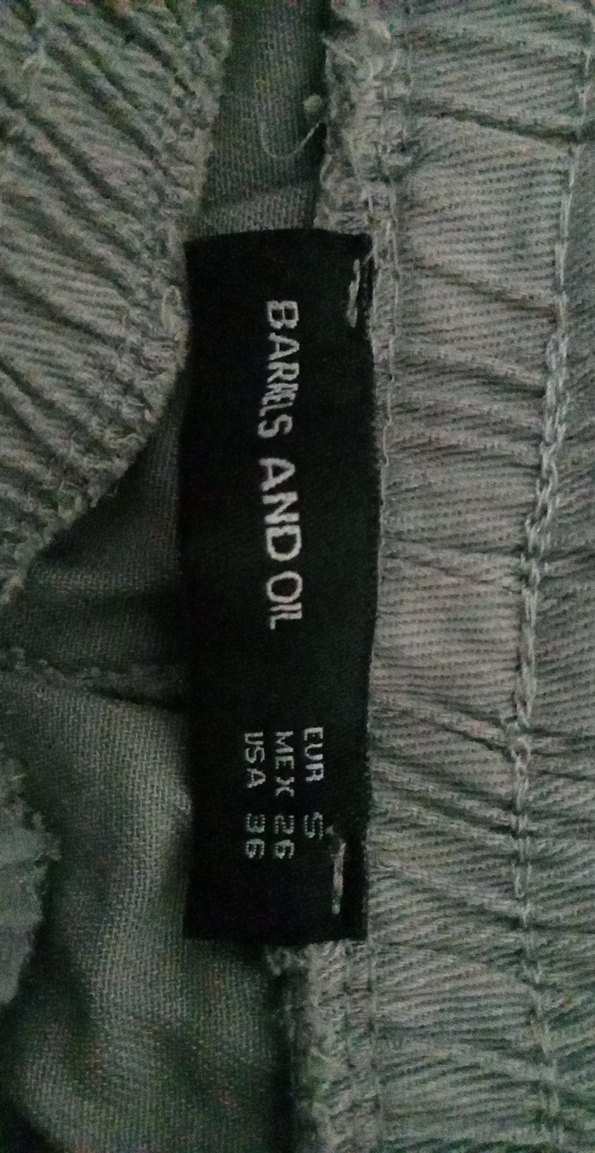 BARRELS AND OIL
EUR S
MEX 26
USA 36